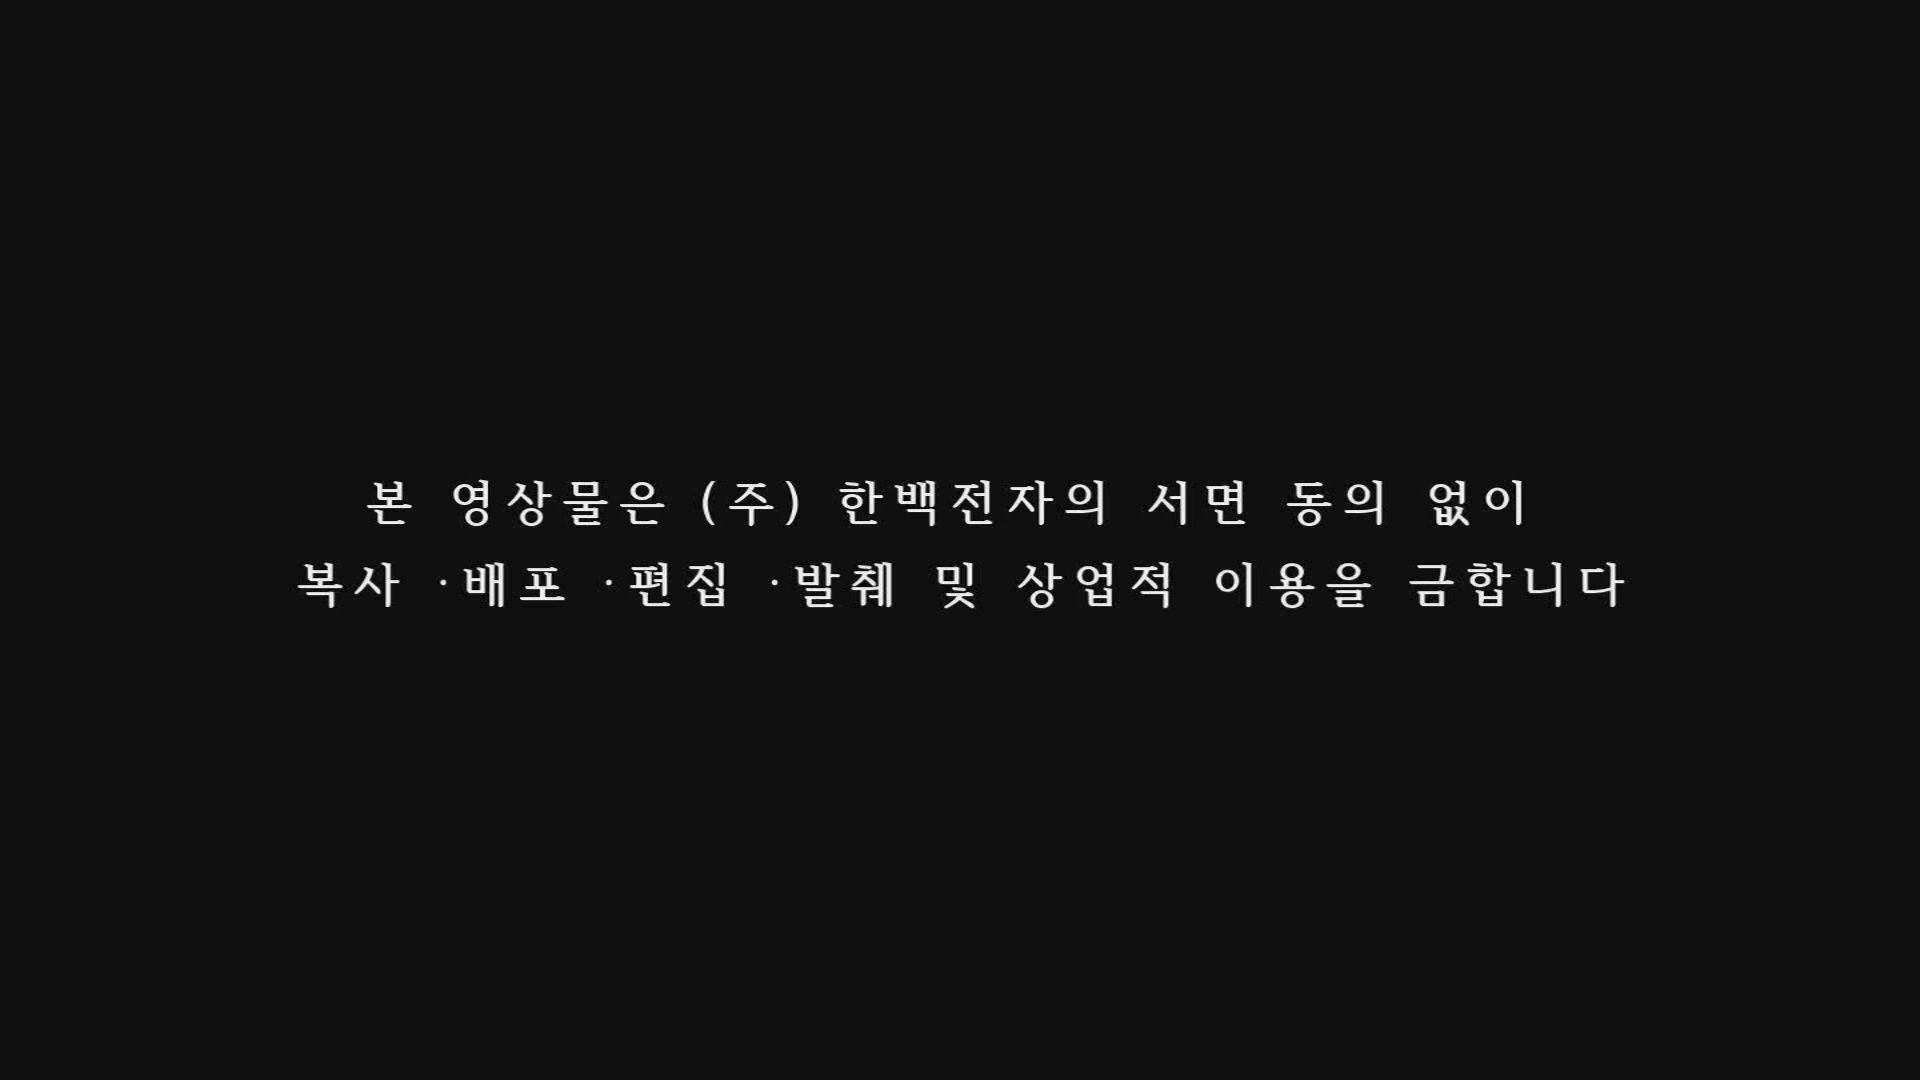 본 영상물은 (주) 한백전자의 서면 동의 없이
복사 ·배포 ·편집 ·발췌 및 상업적 이용을 금합니다